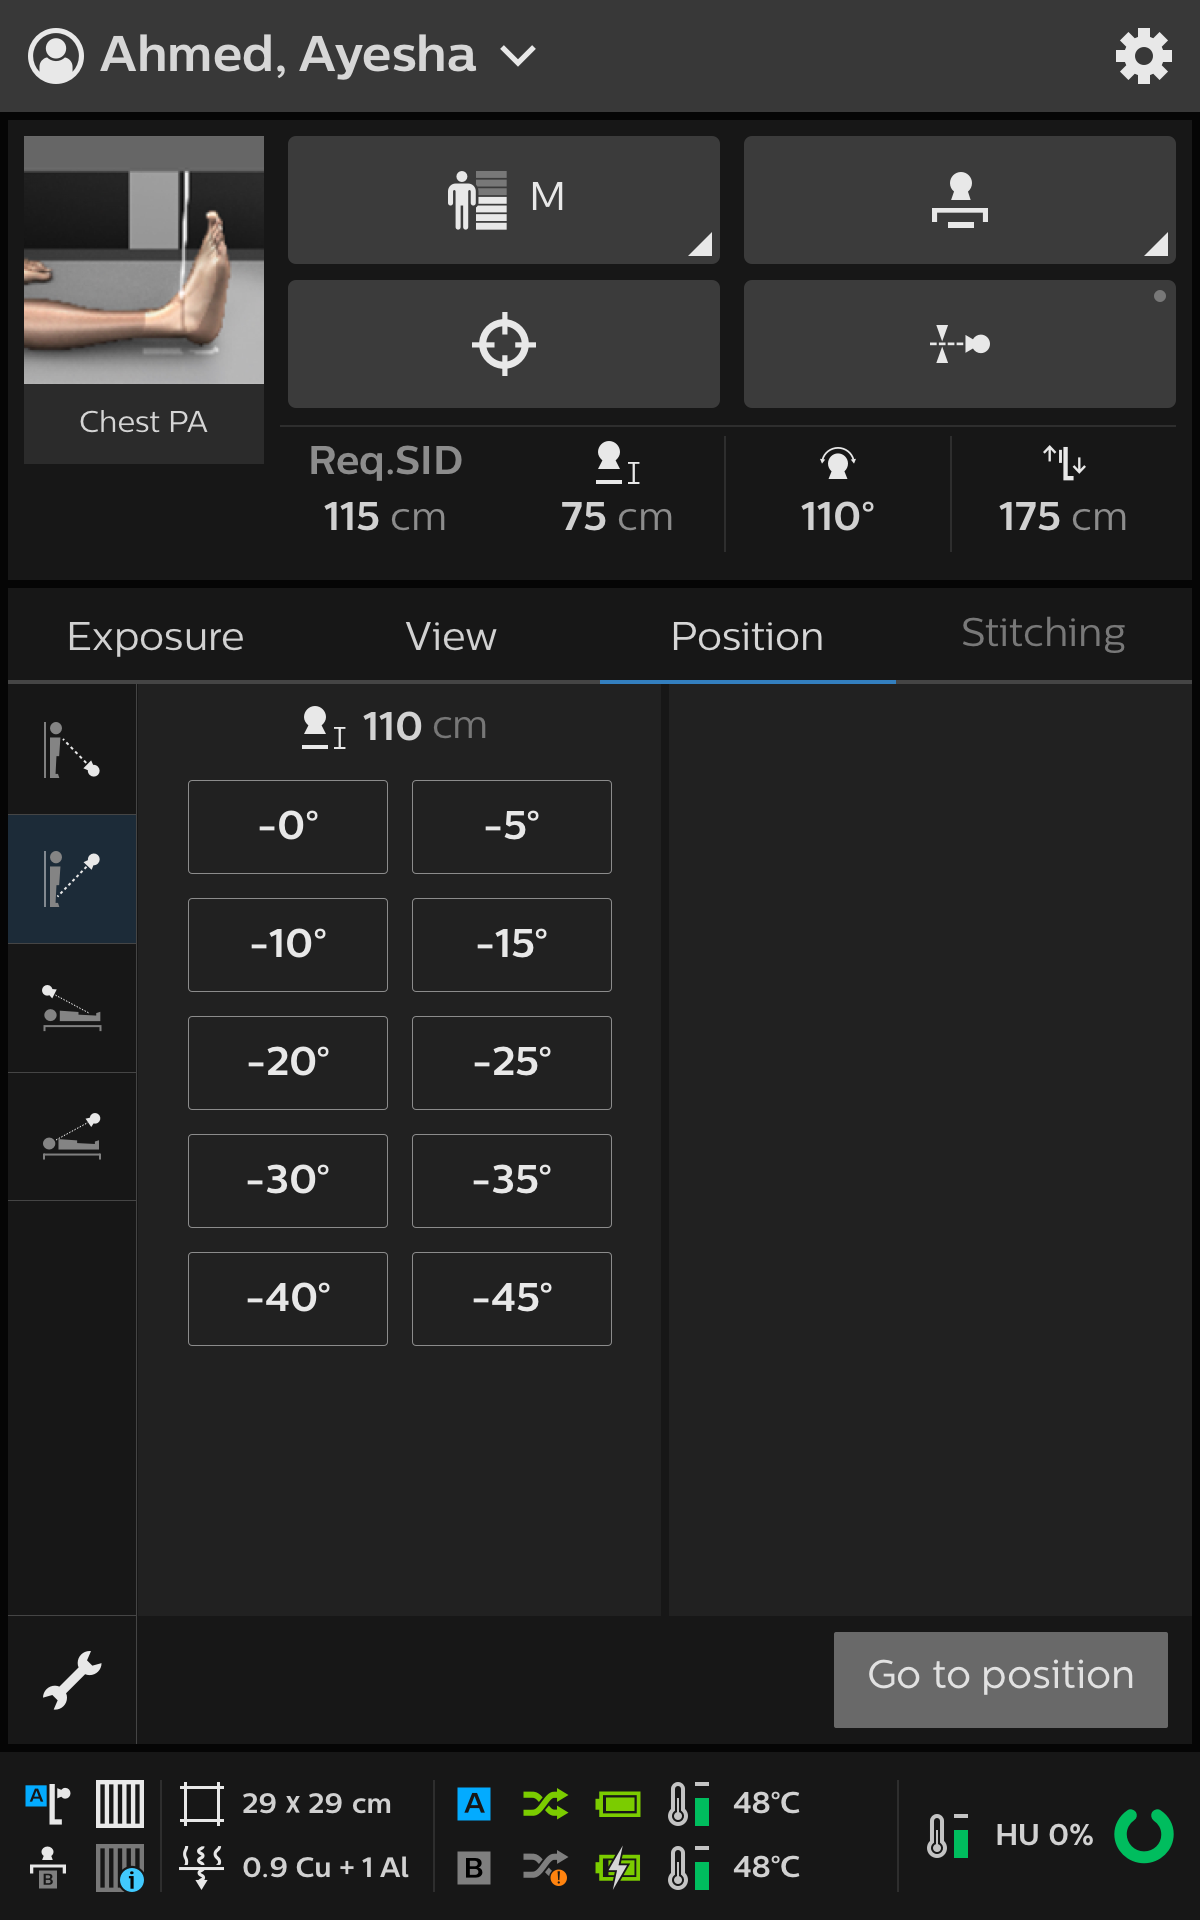 Ahmed, Ayesha
M
Chest PA
Req.SID
115 cm
75 cm
110°
175 cm
Exposure
View
Position
Stitching
110 cm
-0°
-5°
-10°
-15°
-20°
-25°
-30°
-35°
-40°
-45°
Go to position
A
29 x 29 cm
A
48°C
HU 0%
B
i
0.9 Cu + 1 Al
B
!
48°C